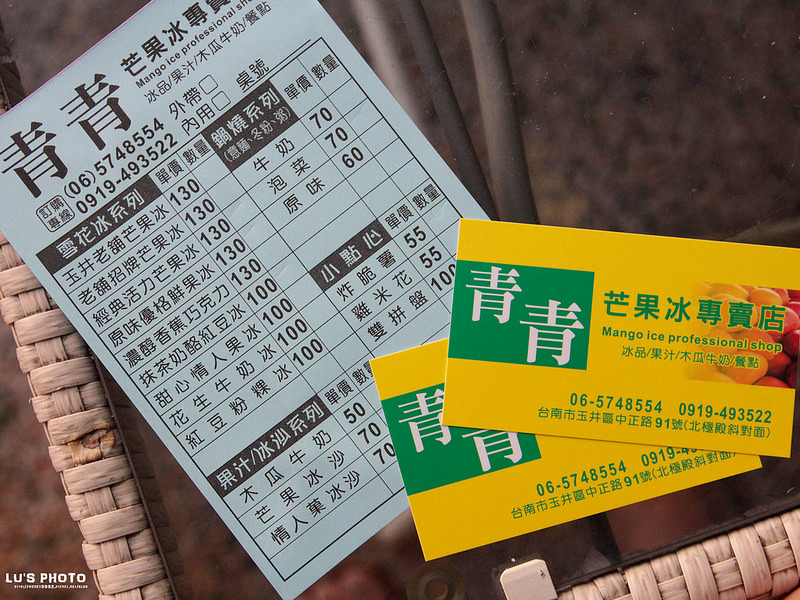 青青
芒果冰專賣
Mango ice professional sho
冰品/果汁/木瓜牛奶/餐點
(06)5748554
0919-493522
訂購專線
外帶□
內用□
桌號
雪花冰系列 單價 數量
玉井老舖芒果冰 130
老舖招牌芒果冰 130
經典活力芒果冰 130
原味優格鮮果冰 130
濃醇香蕉巧克力 130
抹茶奶酪紅豆冰 100
甜心情人果冰 100
花生牛奶冰 100
紅豆粉粿冰 100
果汁/冰沙系列 單價 數量
木瓜牛奶 50
芒果冰沙 70
情人菓冰沙 70
鍋燒系列 單價 數量
(意麵、冬粉、粥)
牛奶 70
泡菜 70
原味 60
小點心 單價 數量
炸脆薯 55
雞米花 55
雙拼盤 100
青青
芒果冰專賣店
Mango ice professional shop
冰品/果汁/木瓜牛奶/餐點
06-5748554 0919-493522
台南市玉井區中正路91號(北極殿斜對面)
青青
06-5748554 0919-4
台南市玉井區中正路91號(北極殿斜對面)
LU'S PHOTO